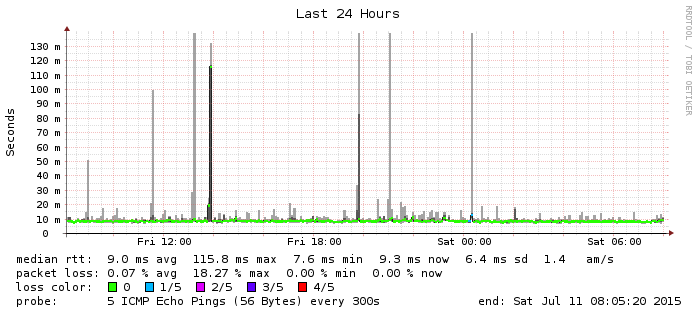 Last 24 Hours
RRDTOOL / TOBI OETIKER
Seconds
130 m
120 m
110 m
100 m
90 m
80 m
70 m
60 m
50 m
40 m
30 m
20 m
10 m
0
Fri 12:00 Fri 18:00 Sat 00:00 Sat 06:00
median rtt: 9.0 ms avg 115.8 ms max 7.6 ms min 9.3 ms now 6.4 ms sd 1.4 am/s
packet loss: 0.07 % avg 18.27 % max 0.00 % min 0.00 % now
loss color: 0 1/5 2/5 3/5 4/5
probe: 5 ICMP Echo Pings (56 Bytes) every 300s end: Sat Jul 11 08:05:20 2015